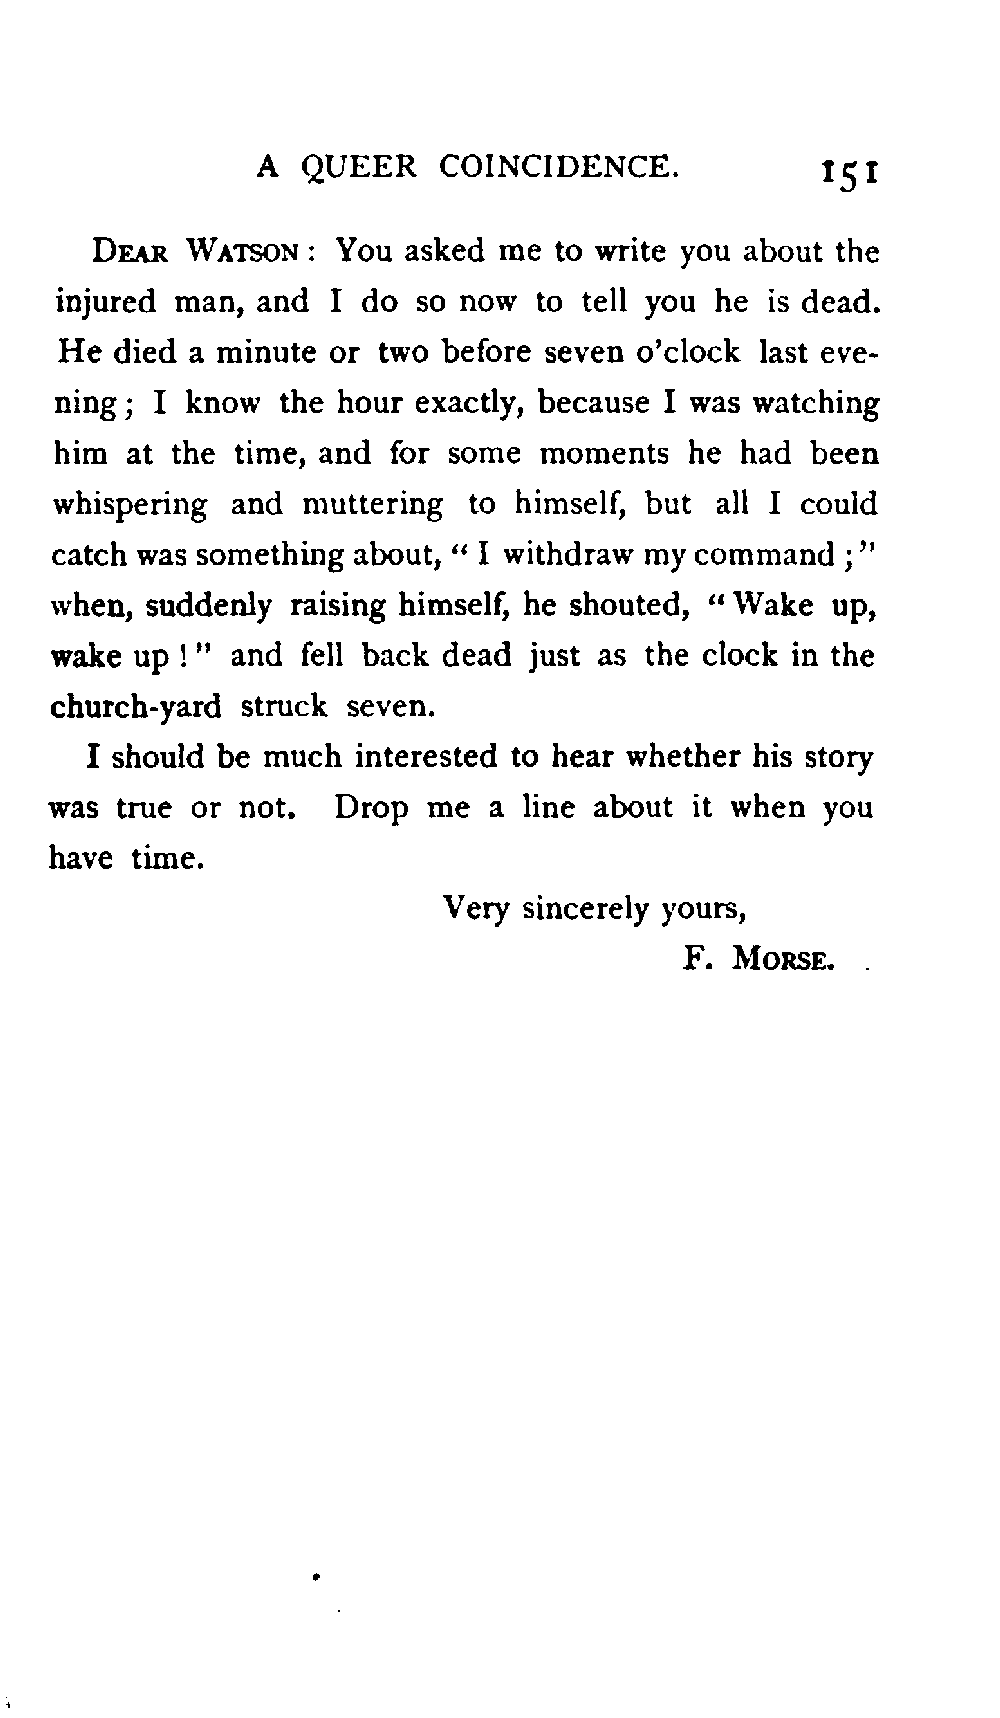 A QUEER COINCIDENCE. 151
DEAR WATSON: You asked me to write you about the
injured man, and I do so now to tell you he is dead.
He died a minute or two before seven o'clock last eve-
ning; I know the hour exactly, because I was watching
him at the time, and for some moments he had been
whispering and muttering to himself, but all I could
catch was something about, "I withdraw my command;"
when, suddenly raising himself, he shouted, "Wake up,
wake up!" and fell back dead just as the clock in the
church-yard struck seven.
I should be much interested to hear whether his story
was true or not. Drop me a line about it when you
have time.
Very sincerely yours,
F. MORSE.